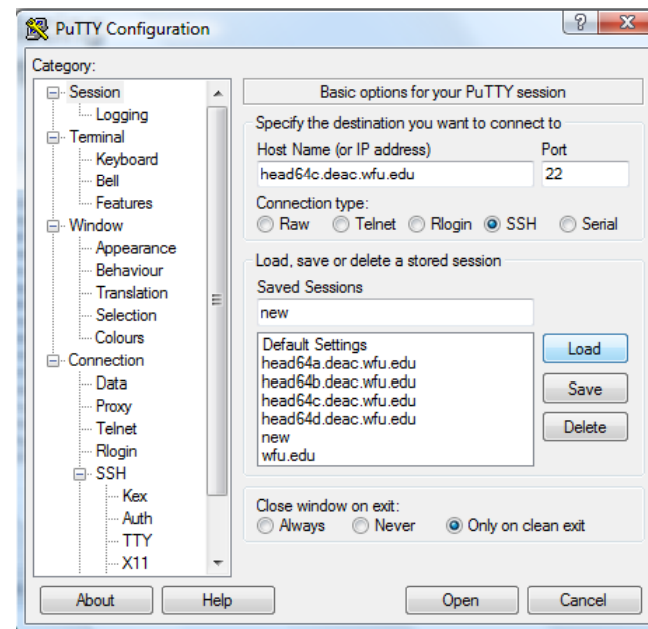 PuTTY Configuration
Category:
Session
Logging
Terminal
Keyboard
Bell
Features
Window
Appearance
Behaviour
Translation
Selection
Colours
Connection
Data
Proxy
Telnet
Rlogin
SSH
Kex
Auth
TTY
X11
Basic options for your PuTTY session
Specify the destination you want to connect to
Host Name (or IP address) Port
head64c.deac.wfu.edu 22
Connection type:
Raw Telnet Rlogin SSH Serial
Load, save or delete a stored session
Saved Sessions
new
Default Settings
head64a.deac.wfu.edu
head64b.deac.wfu.edu
head64c.deac.wfu.edu
head64d.deac.wfu.edu
new
wfu.edu
Load
Save
Delete
Close window on exit:
Always Never Only on clean exit
About Help Open Cancel